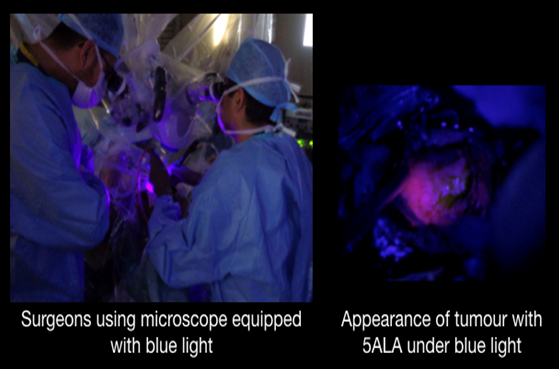 Surgeons using microscope equipped
with blue light
Appearance of tumour with
5ALA under blue light